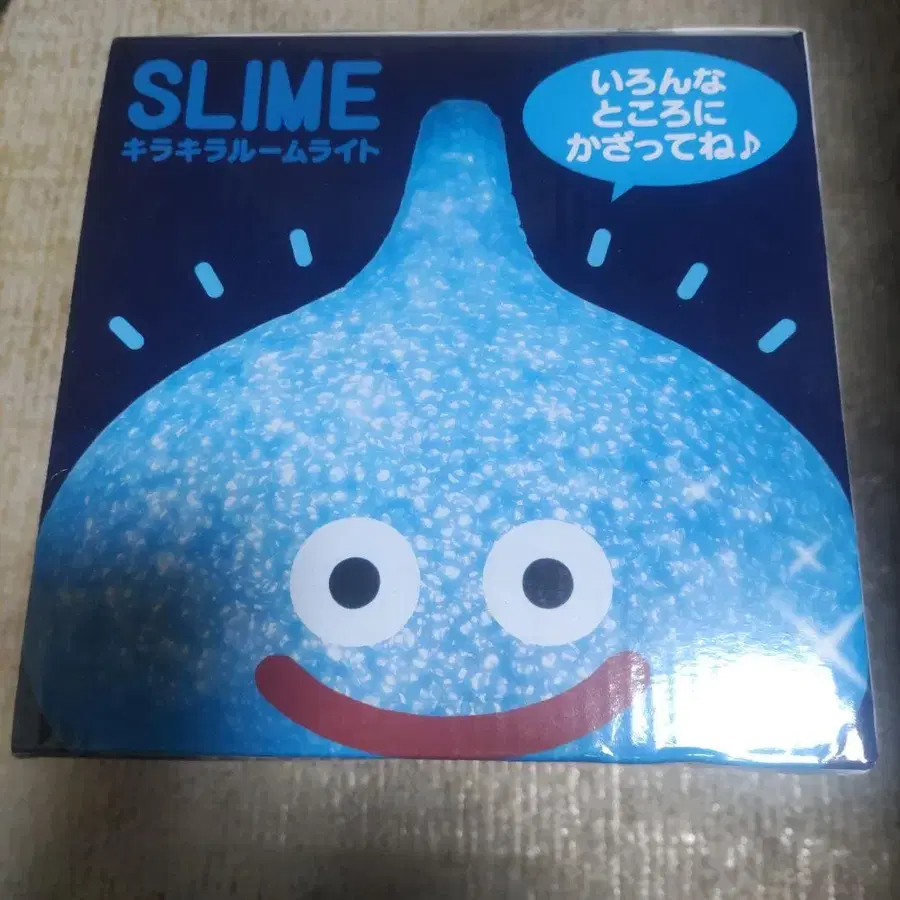 SLIME
キラキラルームライト
いろんな
ところに
かざってね♪